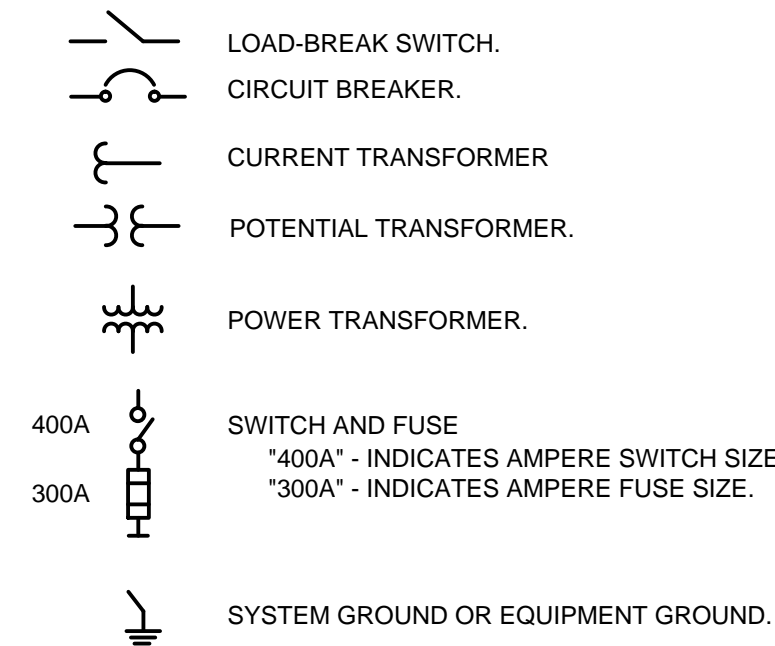 LOAD-BREAK SWITCH.
CIRCUIT BREAKER.
CURRENT TRANSFORMER
POTENTIAL TRANSFORMER.
POWER TRANSFORMER.
400A SWITCH AND FUSE
"400A" - INDICATES AMPERE SWITCH SIZE
300A "300A" - INDICATES AMPERE FUSE SIZE.
SYSTEM GROUND OR EQUIPMENT GROUND.